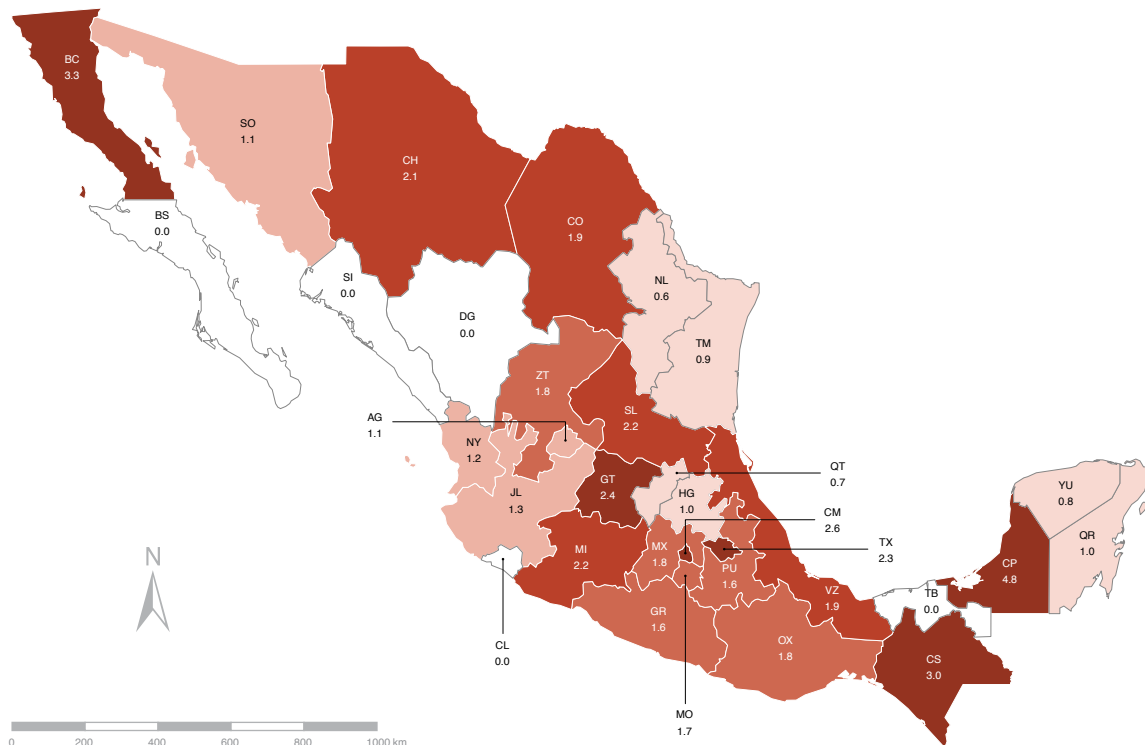 BC
3.3
SO
1.1
CH
2.1
BS
0.0
CO
1.9
SI
0.0
NL
0.6
DG
0.0
TM
0.9
ZT
1.8
SL
2.2
AG
1.1
NY
1.2
GT
2.4
QT
0.7
JL
1.3
HG
1.0
YU
0.8
CM
2.6
QR
1.0
TX
2.3
MI
2.2
MX
1.8
PU
1.6
CP
4.8
N
VZ
1.9
TB
0.0
GR
1.6
OX
1.8
CL
0.0
CS
3.0
MO
1.7
0 200 400 600 800 1000 km